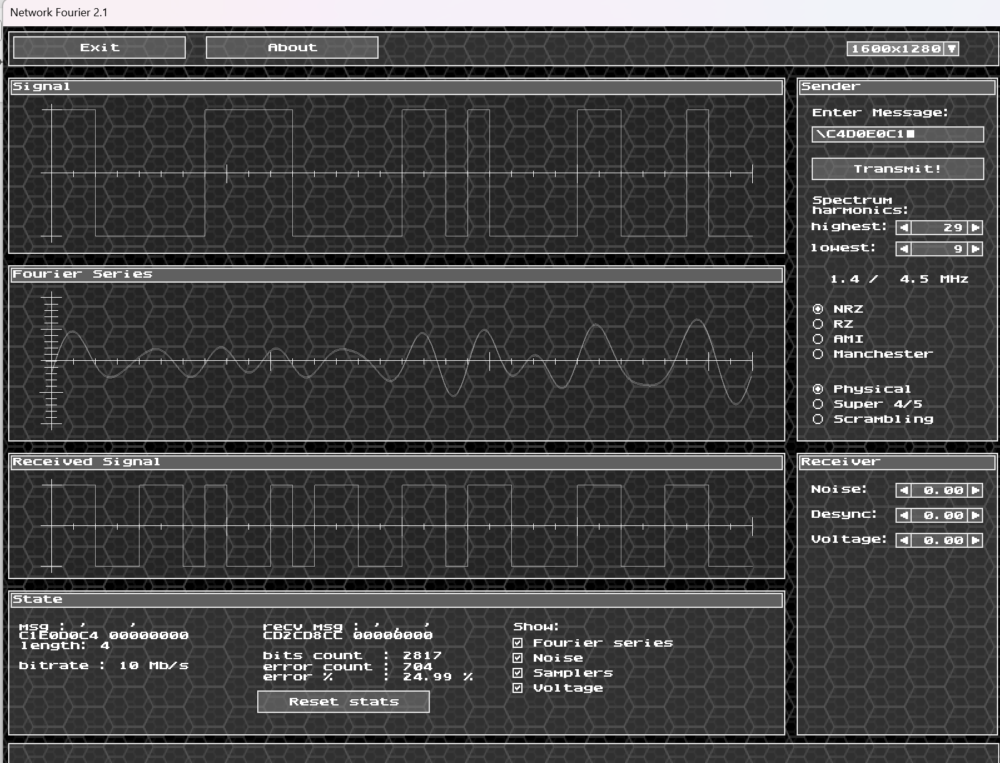 Network Fourier 2.1
Exit
About
1600x1280
Signal
Sender
Enter Message:
\C4D0E0C1
Transmit!
Spectrum
harmonics:
highest: 29
lowest: 9
1.4 / 4.5 MHz
NRZ
RZ
AMI
Manchester
Physical
Super 4/5
Scrambling
Fourier Series
Received Signal
Receiver
Noise: 0.00
Desync: 0.00
Voltage: 0.00
State
msg : ' '
C1E0D0C4 00000000
length: 4
bitrate : 10 Mb/s
recv msg : ' , '
CD2CD8CC 00000000
bits count : 2817
error count : 704
error % : 24.99 %
Reset stats
Show:
Fourier series
Noise
Samplers
Voltage